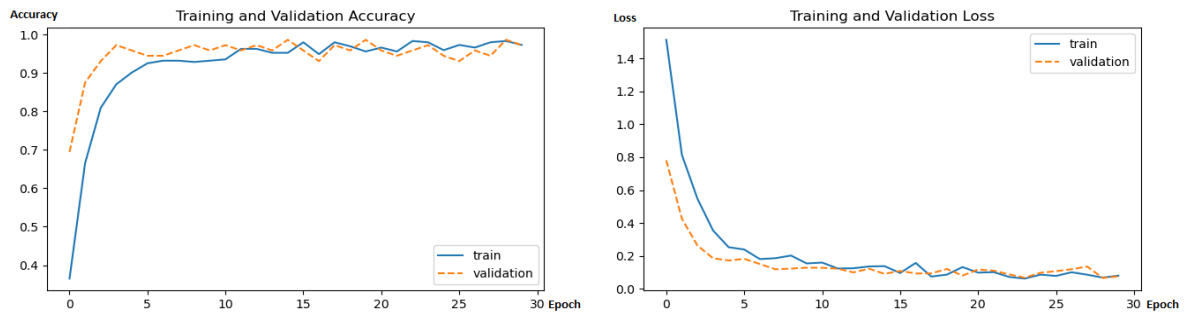 Accuracy
Training and Validation Accuracy
1.0
0.9
0.8
0.7
0.6
0.5
0.4
train
validation
0 5 10 15 20 25 30
Epoch
Loss
Training and Validation Loss
train
validation
1.4
1.2
1.0
0.8
0.6
0.4
0.2
0.0
0 5 10 15 20 25 30
Epoch